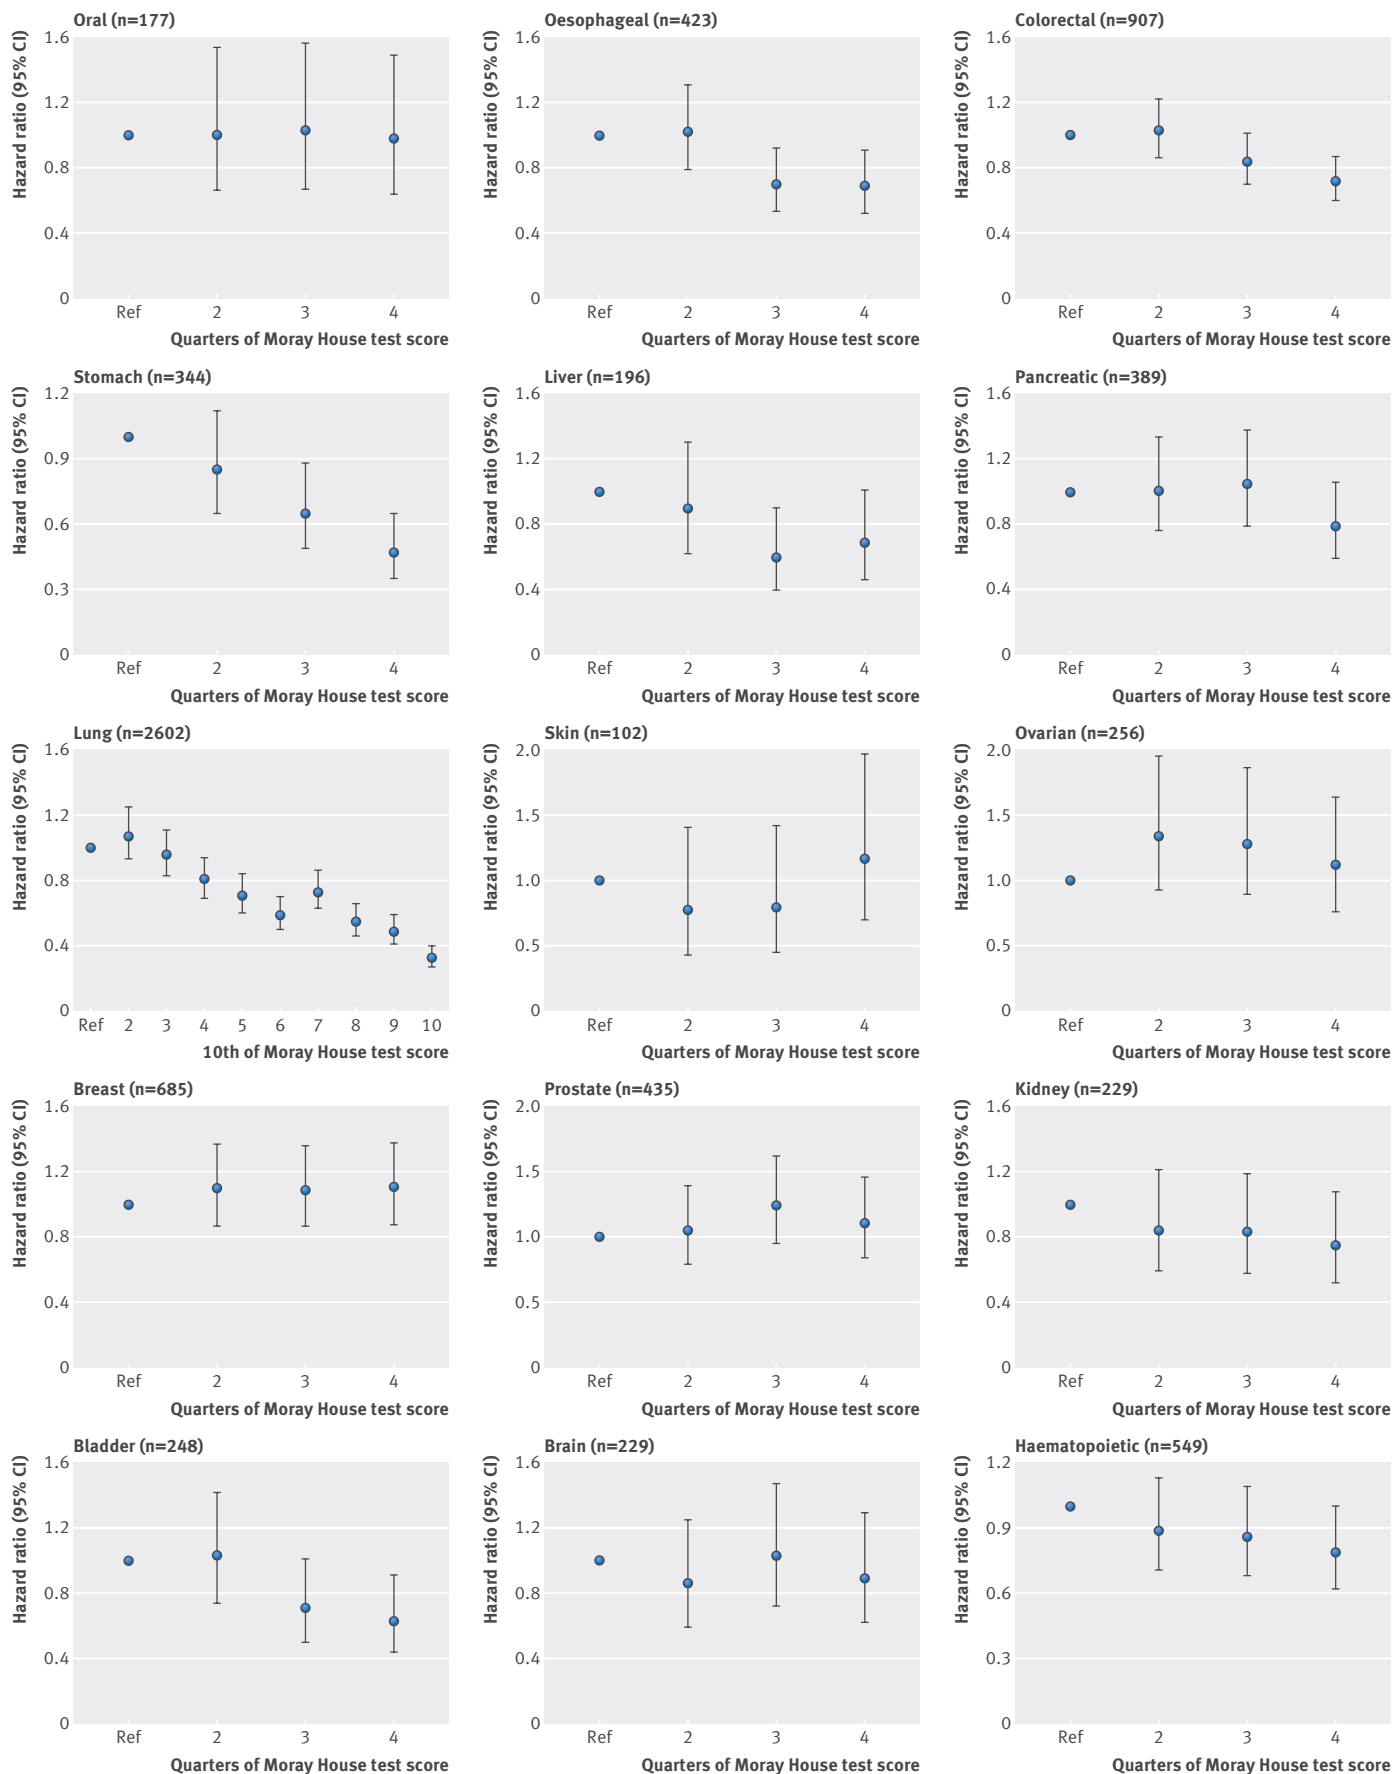 Oral (n=177)
Hazard ratio (95% CI)
1.6
1.2
0.8
0.4
0
Ref 2 3 4
Quarters of Moray House test score
Oesophageal (n=423)
Hazard ratio (95% CI)
1.6
1.2
0.8
0.4
0
Ref 2 3 4
Quarters of Moray House test score
Colorectal (n=907)
Hazard ratio (95% CI)
1.6
1.2
0.8
0.4
0
Ref 2 3 4
Quarters of Moray House test score
Stomach (n=344)
Hazard ratio (95% CI)
1.2
0.9
0.6
0.3
0
Ref 2 3 4
Quarters of Moray House test score
Liver (n=196)
Hazard ratio (95% CI)
1.6
1.2
0.8
0.4
0
Ref 2 3 4
Quarters of Moray House test score
Pancreatic (n=389)
Hazard ratio (95% CI)
1.6
1.2
0.8
0.4
0
Ref 2 3 4
Quarters of Moray House test score
Lung (n=2602)
Hazard ratio (95% CI)
1.6
1.2
0.8
0.4
0
Ref 2 3 4 5 6 7 8 9 10
10th of Moray House test score
Skin (n=102)
Hazard ratio (95% CI)
2.0
1.5
1.0
0.5
0
Ref 2 3 4
Quarters of Moray House test score
Ovarian (n=256)
Hazard ratio (95% CI)
2.0
1.5
1.0
0.5
0
Ref 2 3 4
Quarters of Moray House test score
Breast (n=685)
Hazard ratio (95% CI)
1.6
1.2
0.8
0.4
0
Ref 2 3 4
Quarters of Moray House test score
Prostate (n=435)
Hazard ratio (95% CI)
2.0
1.5
1.0
0.5
0
Ref 2 3 4
Quarters of Moray House test score
Kidney (n=229)
Hazard ratio (95% CI)
1.6
1.2
0.8
0.4
0
Ref 2 3 4
Quarters of Moray House test score
Bladder (n=248)
Hazard ratio (95% CI)
1.6
1.2
0.8
0.4
0
Ref 2 3 4
Quarters of Moray House test score
Brain (n=229)
Hazard ratio (95% CI)
1.6
1.2
0.8
0.4
0
Ref 2 3 4
Quarters of Moray House test score
Haematopoietic (n=549)
Hazard ratio (95% CI)
1.2
0.9
0.6
0.3
0
Ref 2 3 4
Quarters of Moray House test score